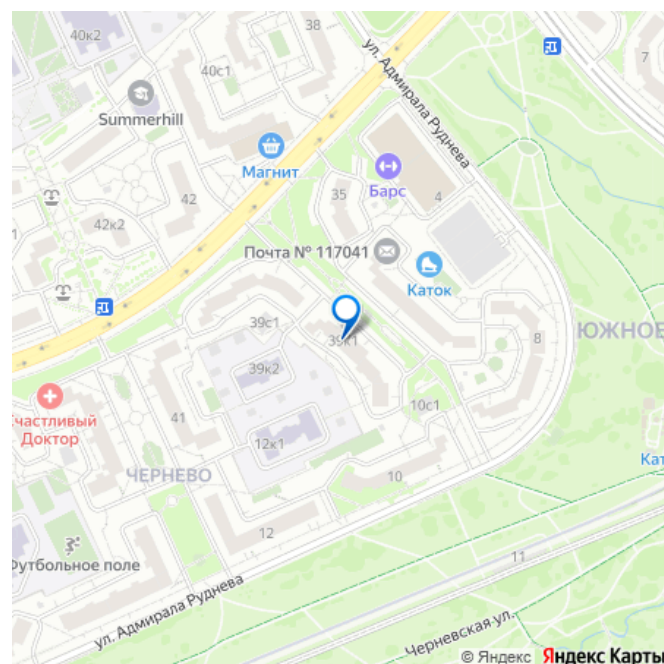 40к2
38
ул. Адмирала Руднева
7
40с1
Summerhill
Магнит
Барс
35
4
42
42к2
1
Почта № 117041
Каток
39с1
39к1
ЮЖНОЕ
8
39к2
Счастливый
Доктор
41
10с1
12к1
Кат
ЧЕРНЕВО
10
12
11
Футбольное поле
ул. Адмирала Руднева
Черневская ул.
© Яндекс Яндекс Карты